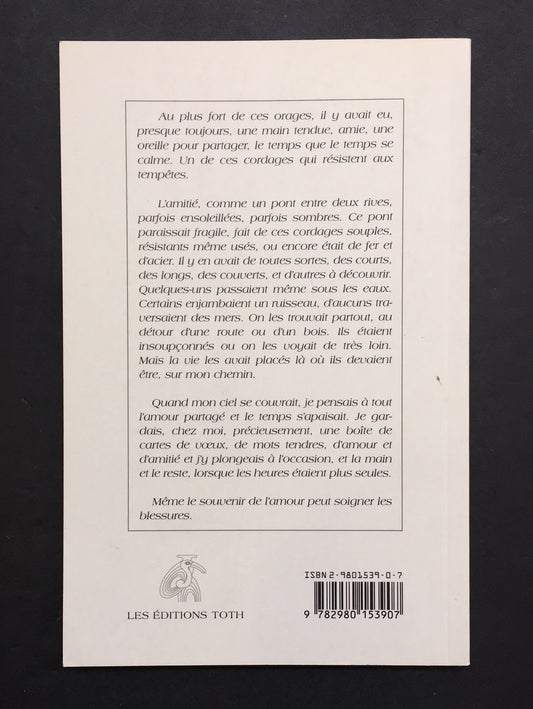 Au plus fort de ces orages, il y avait eu,
presque toujours, une main tendue, amie, une
oreille pour partager, le temps que le temps se
calme. Un de ces cordages qui résistent aux
tempêtes.
L'amitié, comme un pont entre deux rives,
parfois ensoleillées, parfois sombres. Ce pont
paraissait fragile, fait de ces cordages souples,
résistants même usés, ou encore était de fer et
d'acier. Il y en avait de toutes sortes, des courts,
des longs, des couverts, et d'autres à découvrir.
Quelques-uns passaient même sous les eaux.
Certains enjambaient un ruisseau, d'aucuns tra-
versaient des mers. On les trouvait partout, au
détour d'une route ou d'un bois. Ils étaient
insoupçonnés ou on les voyait de très loin.
Mais la vie les avait placés là où ils devaient
être, sur mon chemin.
Quand mon ciel se couvrait, je pensais à tout
l'amour partagé et le temps s'apaisait. Je gar-
dais, chez moi, précieusement, une boîte de
cartes de vœux, de mots tendres, d'amour et
d'amitié et j'y plongeais à l'occasion, et la main
et le reste, lorsque les heures étaient plus seules.
Même le souvenir de l'amour peut soigner les
blessures.
LES ÉDITIONS TOTH
ISBN 2-9801539-0-7
9 782980 153907